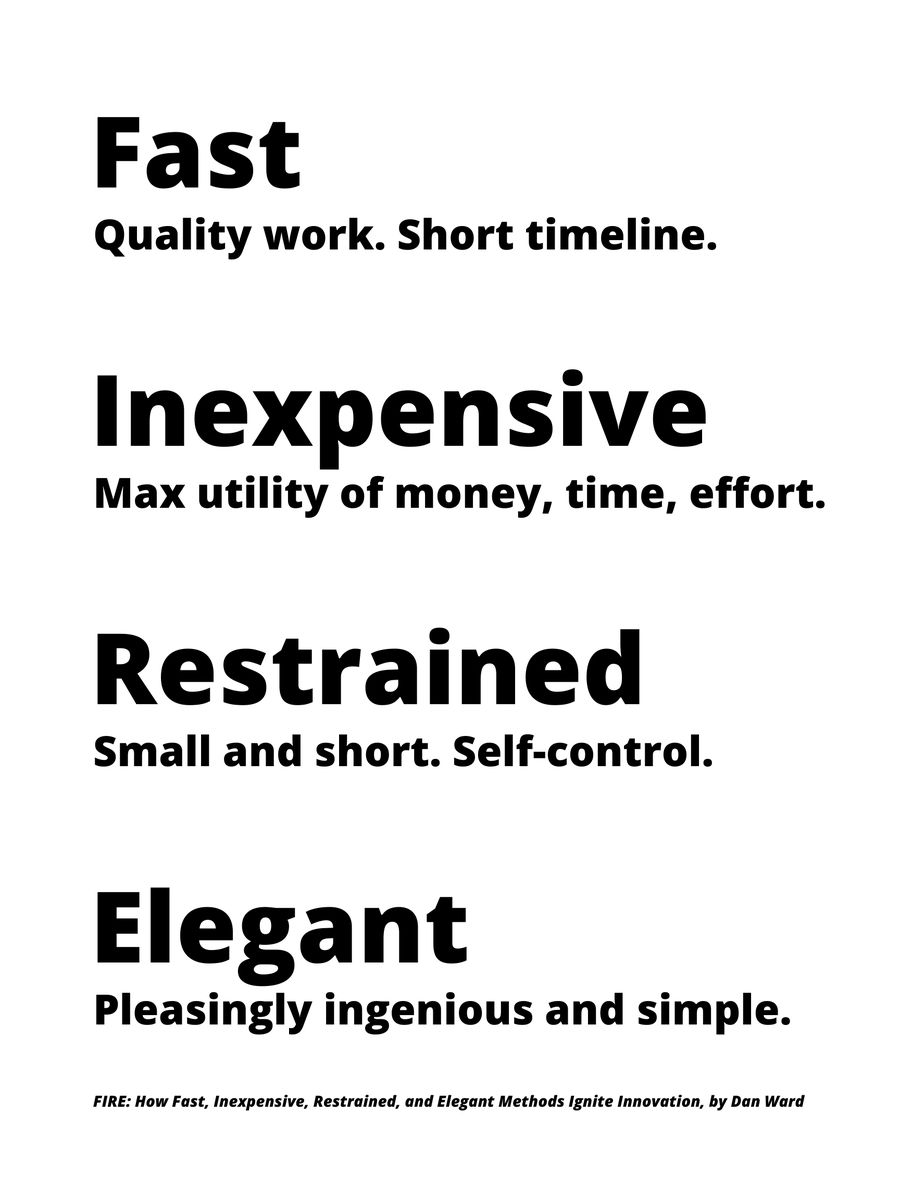 Fast
Quality work. Short timeline.
Inexpensive
Max utility of money, time, effort.
Restrained
Small and short. Self-control.
Elegant
Pleasingly ingenious and simple.
FIRE: How Fast, Inexpensive, Restrained, and Elegant Methods Ignite Innovation, by Dan Ward